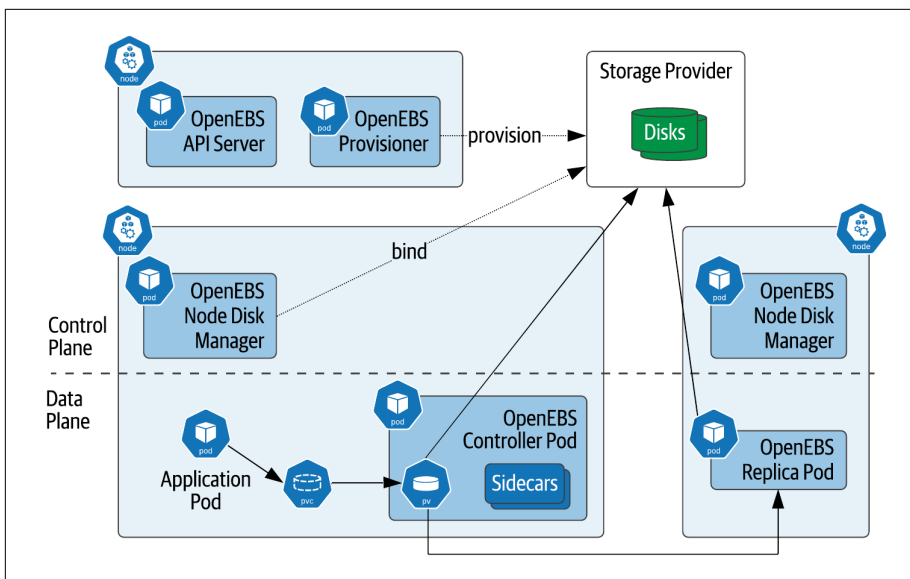 node
pod
OpenEBS
API Server
pod
OpenEBS
Provisioner
provision
Storage Provider
Disks
node
bind
pod
OpenEBS
Node Disk
Manager
node
pod
OpenEBS
Node Disk
Manager
Control
Plane
Data
Plane
pod
Application
Pod
pvc
pod
OpenEBS
Controller Pod
pv
Sidecars
pod
OpenEBS
Replica Pod